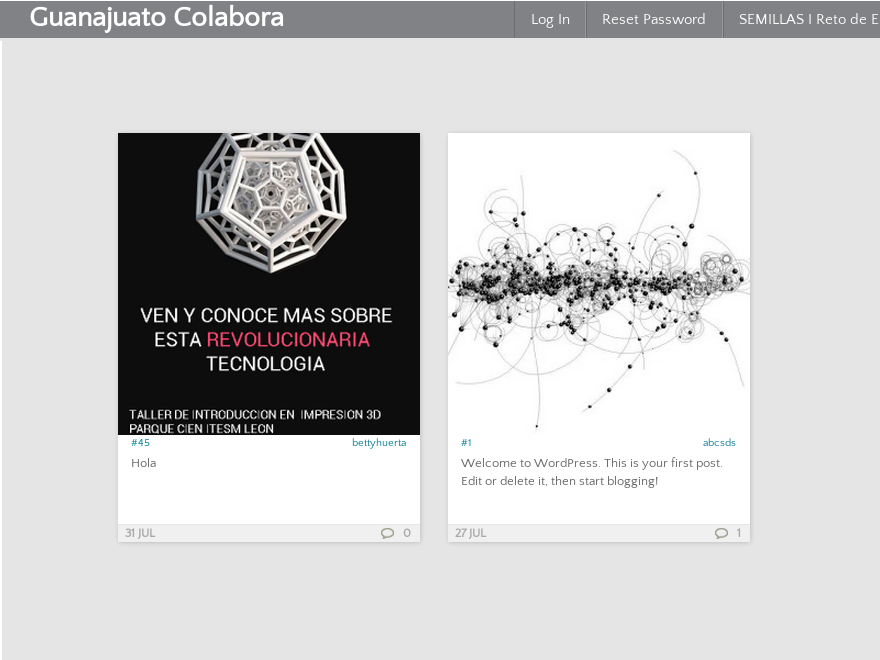 Guanajuato Colabora
Log In
Reset Password
SEMILLAS I Reto de E
VEN Y CONOCE MAS SOBRE
ESTA REVOLUCIONARIA
TECNOLOGIA
TALLER DE INTRODUCCION EN IMPRESION 3D
PARQUE CIEN ITESM LEON
#45
bettyhuerta
Hola
31 JUL
0
#1
abcsds
Welcome to WordPress. This is your first post.
Edit or delete it, then start blogging!
27 JUL
1